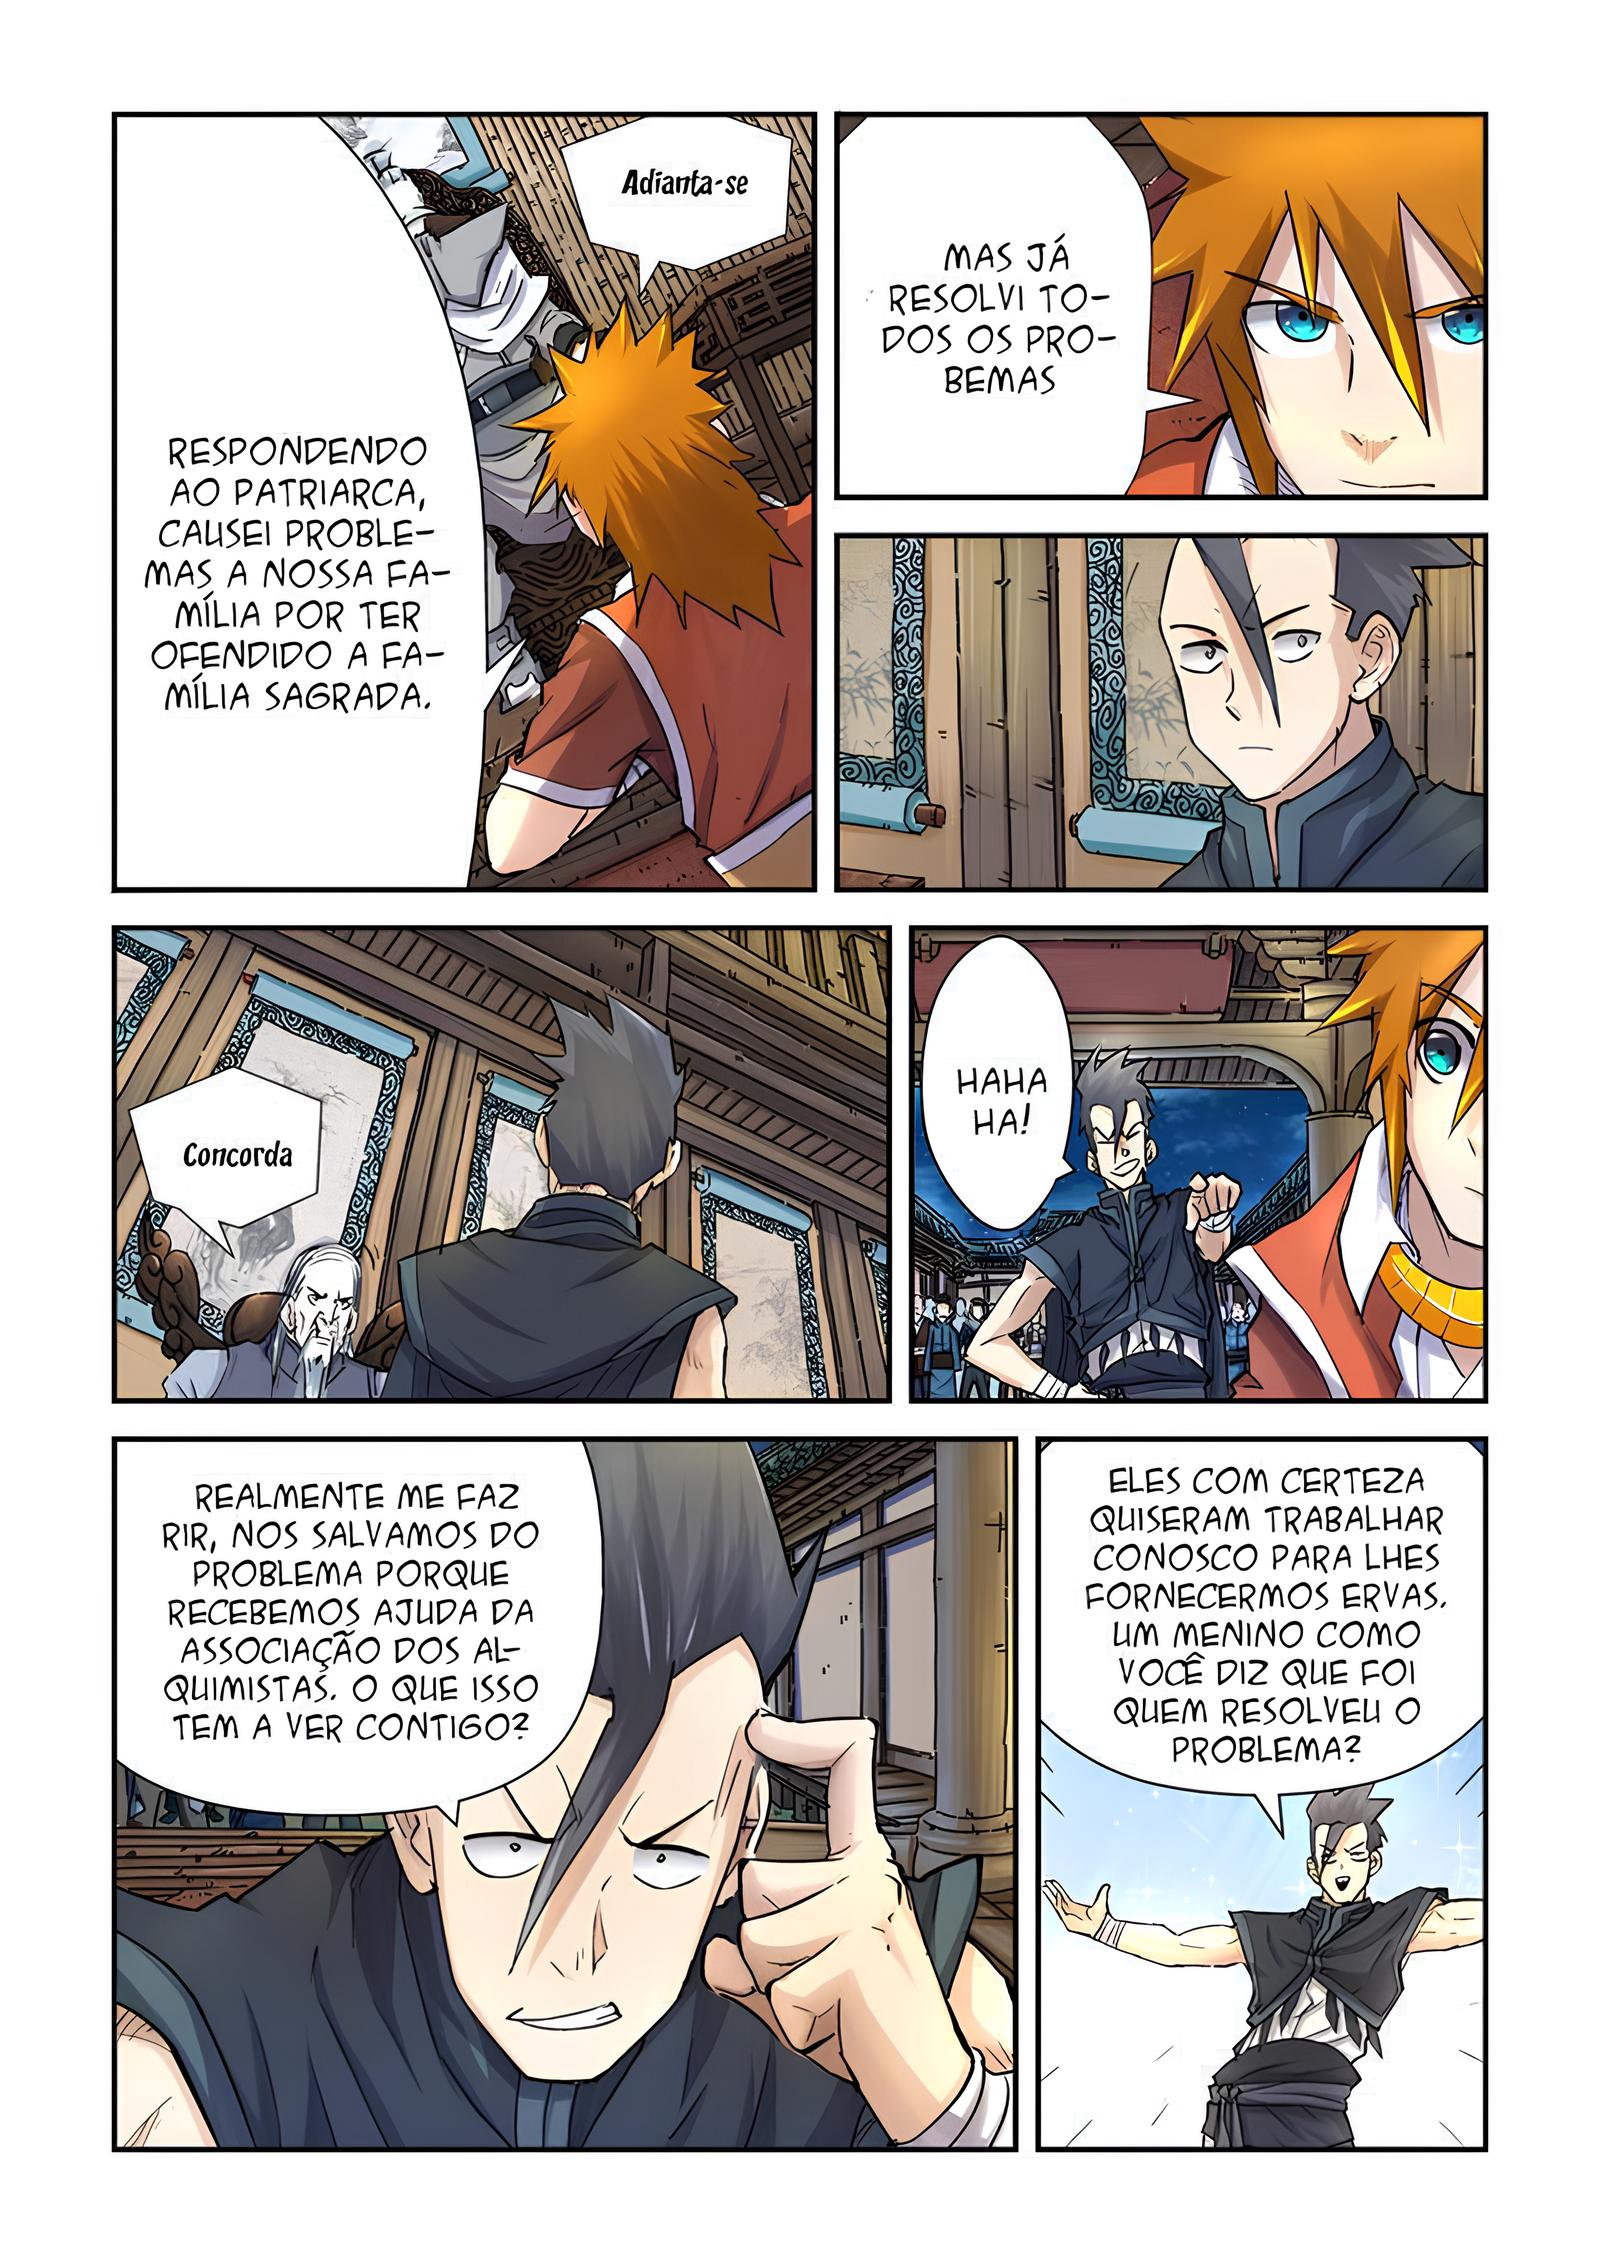 Adianta-se
RESPONDENDO
AO PATRIARCA,
CAUSEI PROBLE-
MAS A NOSSA FA-
MÍLIA POR TER
OFENDIDO A FA-
MÍLIA SAGRADA.
MAS JÁ
RESOLVI TO-
DOS OS PRO-
BEMAS
Concorda
HAHA
HA!
REALMENTE ME FAZ
RIR, NOS SALVAMOS DO
PROBLEMA PORQUE
RECEBEMOS AJUDA DA
ASSOCIAÇÃO DOS AL-
QUIMISTAS. O QUE ISSO
TEM A VER CONTIGO?
ELES COM CERTEZA
QUISERAM TRABALHAR
CONOSCO PARA LHES
FORNECERMOS ERVAS.
UM MENINO COMO
VOCÊ DIZ QUE FOI
QUEM RESOLVEU O
PROBLEMA?